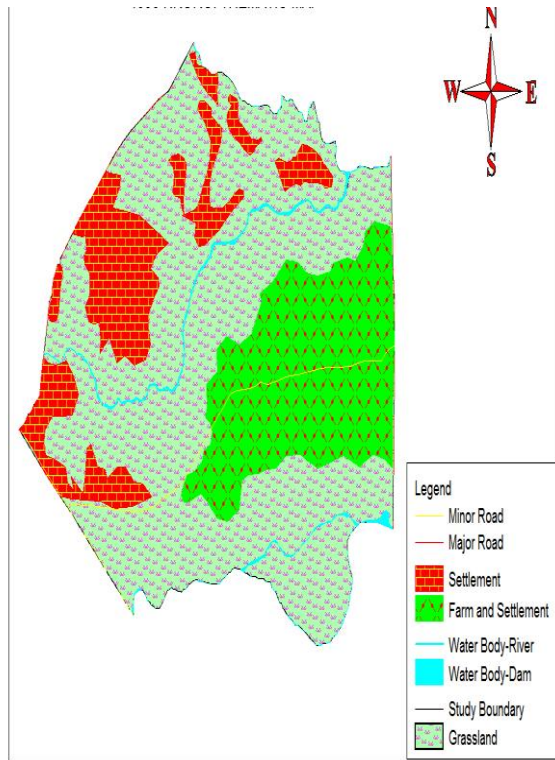 N
W E
S
Legend
Minor Road
Major Road
Settlement
Farm and Settlement
Water Body-River
Water Body-Dam
Study Boundary
Grassland